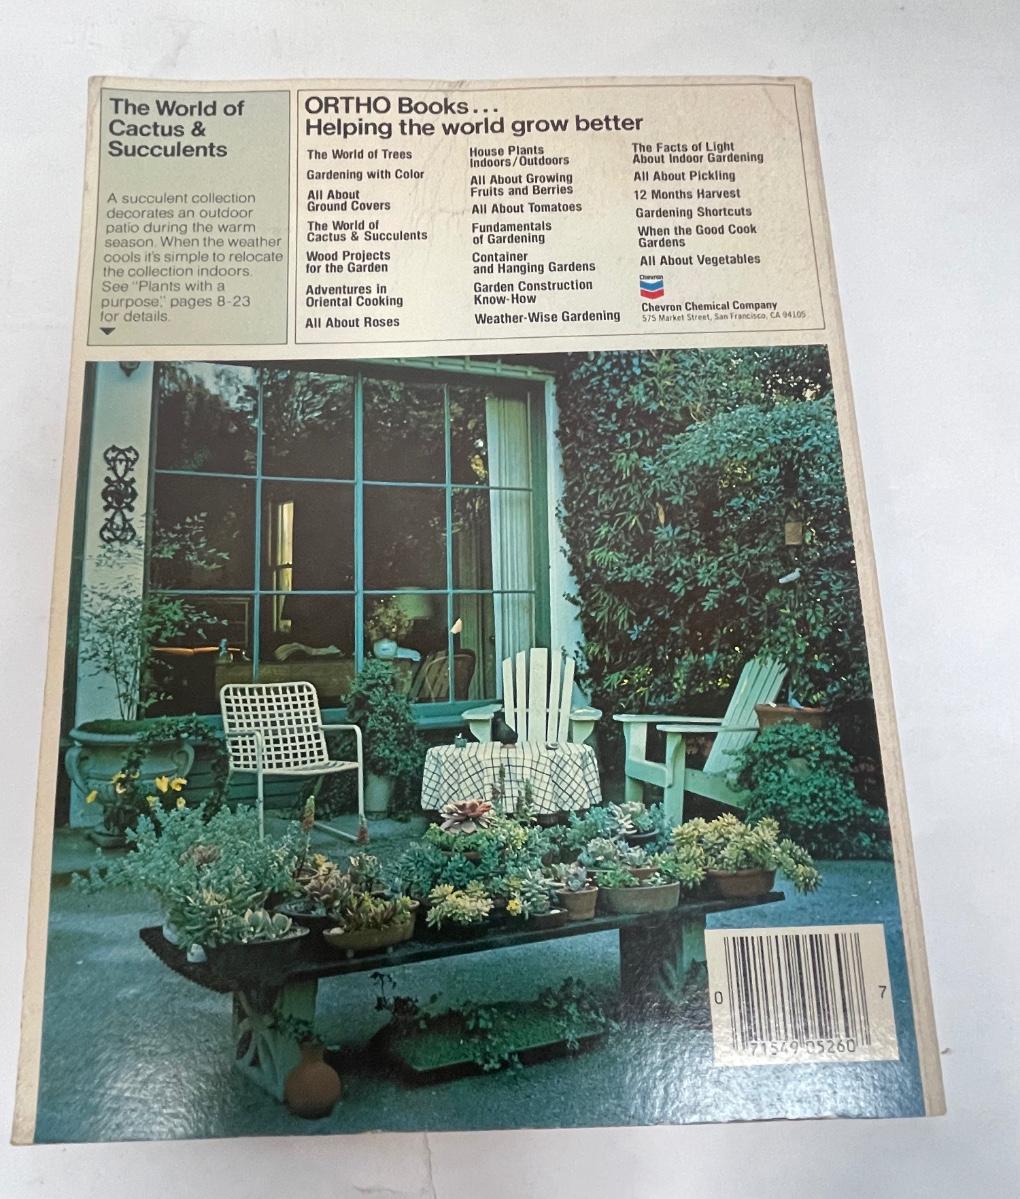 The World of
Cactus &
Succulents
A succulent collection
decorates an outdoor
patio during the warm
season. When the weather
cools it's simple to relocate
the collection indoors.
See "Plants with a
purpose," pages 8-23
for details.
ORTHO Books...
Helping the world grow better
The World of Trees
Gardening with Color
All About
Ground Covers
The World of
Cactus & Succulents
Wood Projects
for the Garden
Adventures in
Oriental Cooking
All About Roses
House Plants
Indoors/Outdoors
All About Growing
Fruits and Berries
All About Tomatoes
Fundamentals
of Gardening
Container
and Hanging Gardens
Garden Construction
Know-How
Weather-Wise Gardening
The Facts of Light
About Indoor Gardening
All About Pickling
12 Months Harvest
Gardening Shortcuts
When the Good Cook
Gardens
All About Vegetables
Chevron
Chevron Chemical Company
575 Market Street, San Francisco, CA 94105
0 71549 05260 7